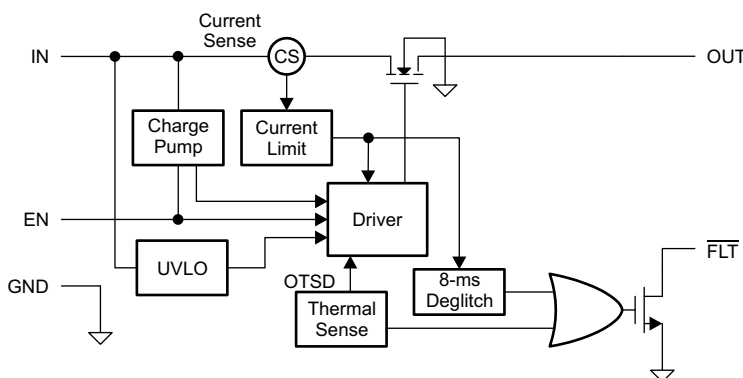 Current
Sense
IN
CS
OUT
Charge
Pump
Current
Limit
EN
Driver
FLT
UVLO
GND
OTSD
Thermal
Sense
8-ms
Deglitch